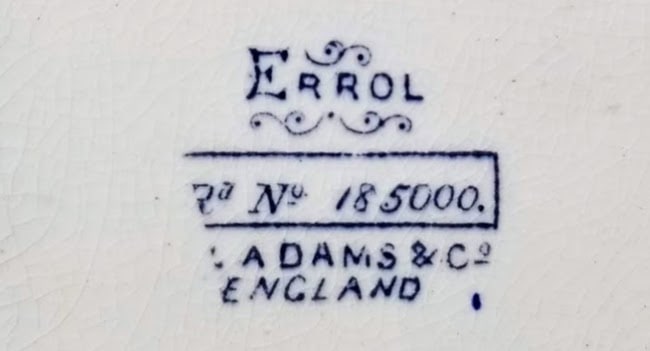 ERROL
Rd No. 185000.
ADAMS & Co
ENGLAND